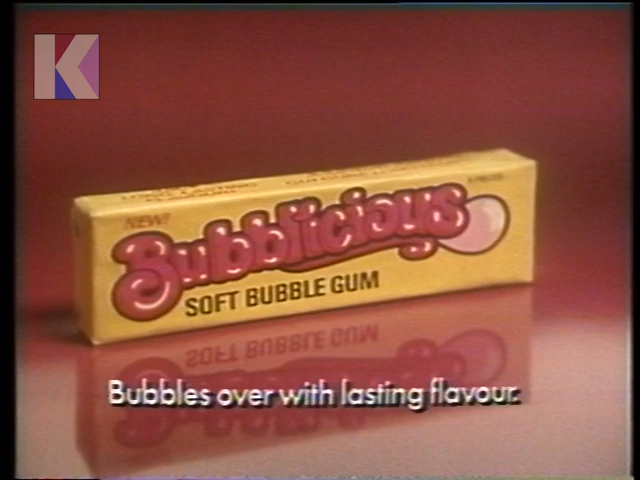 K
NEW!
Bubblicious
SOFT BUBBLE GUM
Bubbles over with lasting flavour.